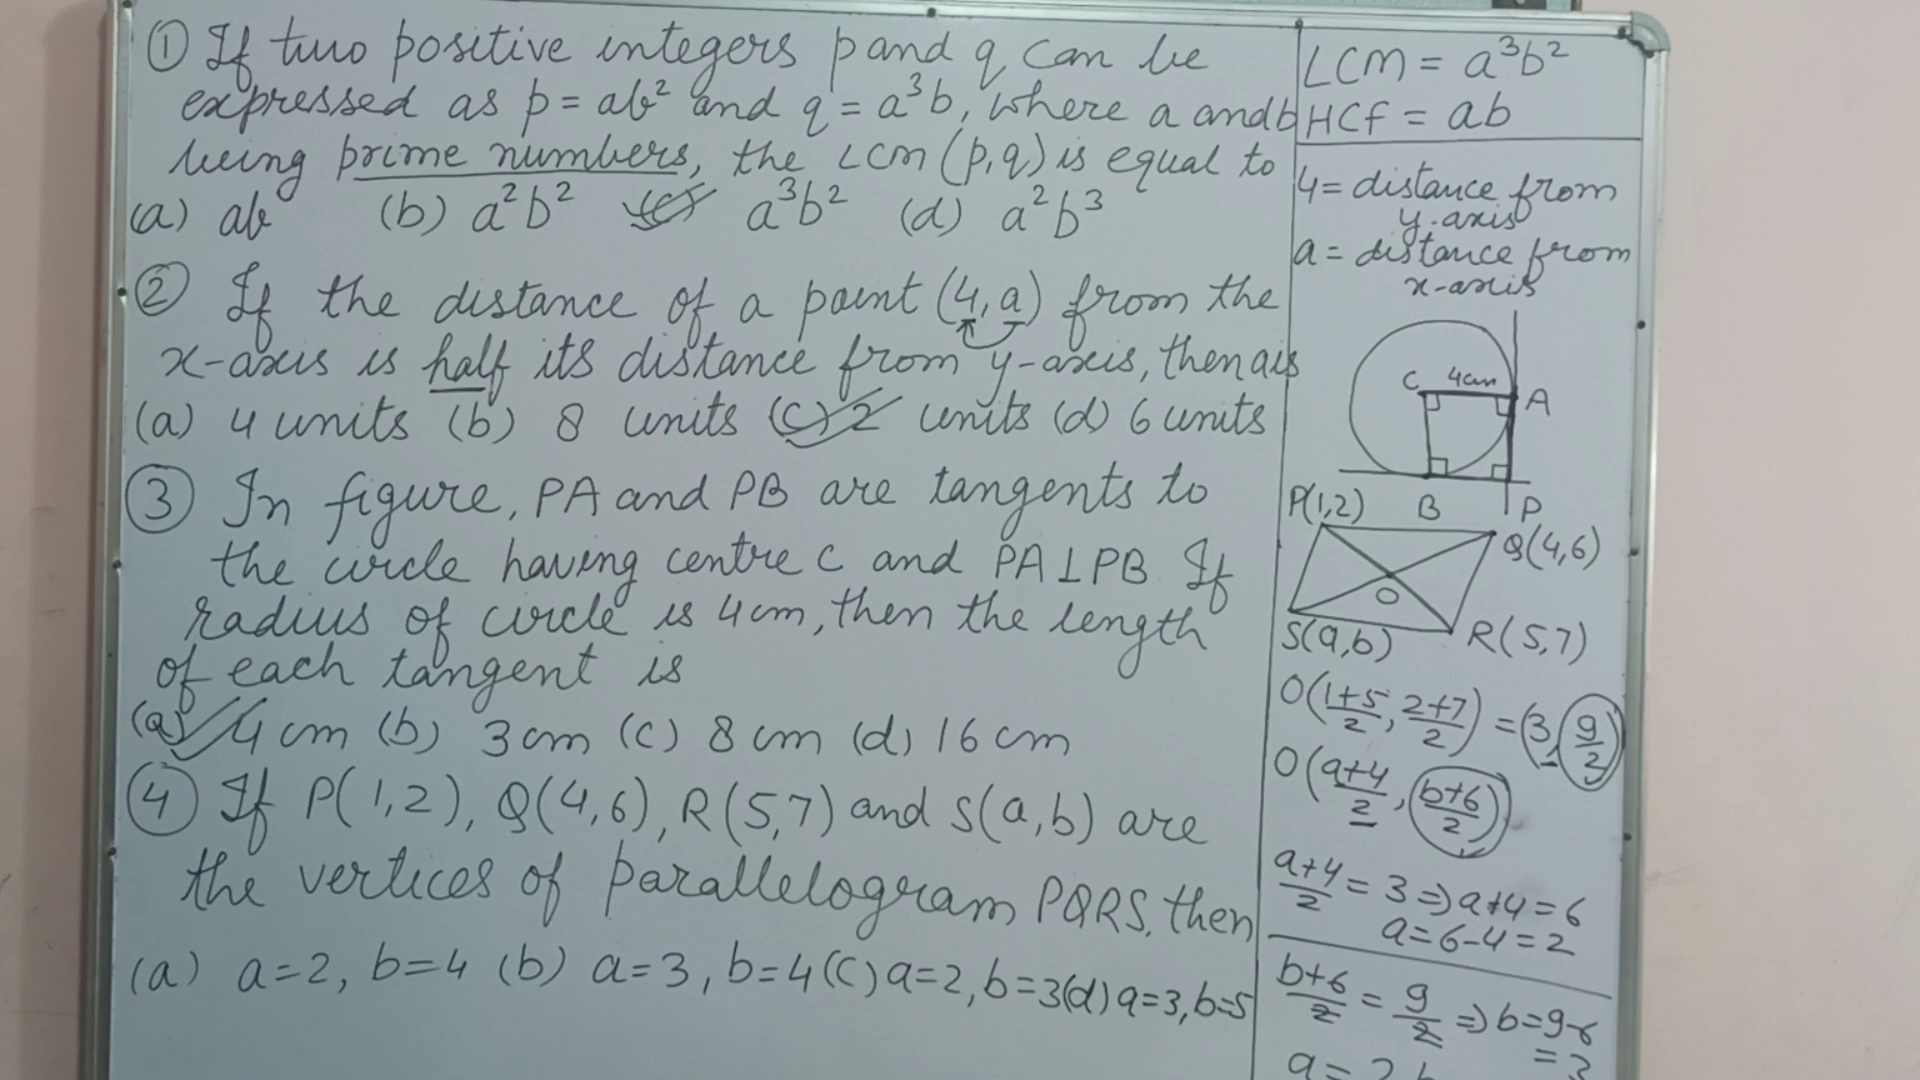 ① If two positive integers p and q can be
expressed as p = ab² and q = a³b, where a and b
being prime numbers, the LCM (p,q) is equal to
(a) ab (b) a²b² (c) a³b² (d) a²b³
② If the distance of a point (4,a) from the
x-axis is half its distance from y-axis, then a is
(a) 4 units (b) 8 units (c) 2 units (d) 6 units
③ In figure, PA and PB are tangents to
the circle having centre C and PA⊥PB. If
radius of circle is 4cm, then the length
of each tangent is
(a) 4 cm (b) 3 cm (c) 8 cm (d) 16 cm
④ If P(1,2), Q(4,6), R(5,7) and S(a,b) are
the vertices of parallelogram PQRS, then
(a) a=2, b=4 (b) a=3, b=4 (c) a=2, b=3 (d) a=3, b=5
LCM = a³b²
HCF = ab
4 = distance from
y-axis
a = distance from
x-axis
C 4cm A
B P
P(1,2)
Q(4,6)
O
S(a,b) R(5,7)
O(1+5/2, 2+7/2) = (3, 9/2)
O(a+4/2, b+6/2)
a+4/2 = 3 ⇒ a+4 = 6
a = 6-4 = 2
b+6/2 = 9/2 ⇒ b = 9-6
= 3
a =